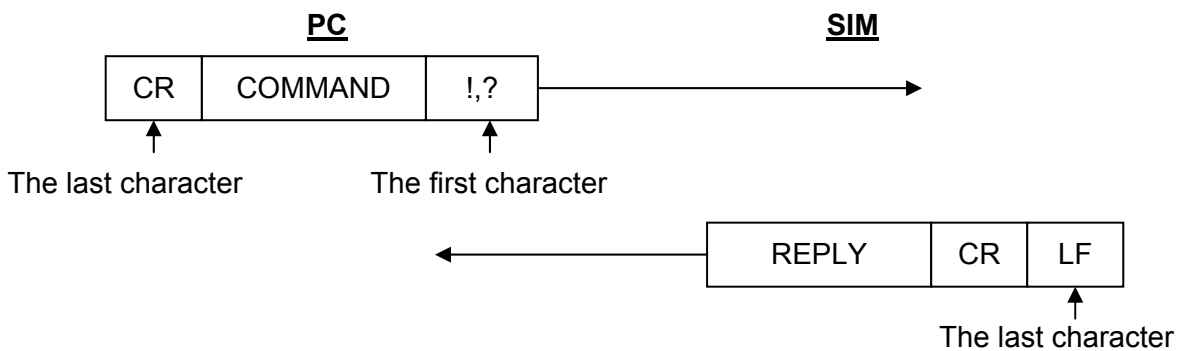 PC SIM
CR COMMAND !,?
The last character The first character
REPLY CR LF
The last character